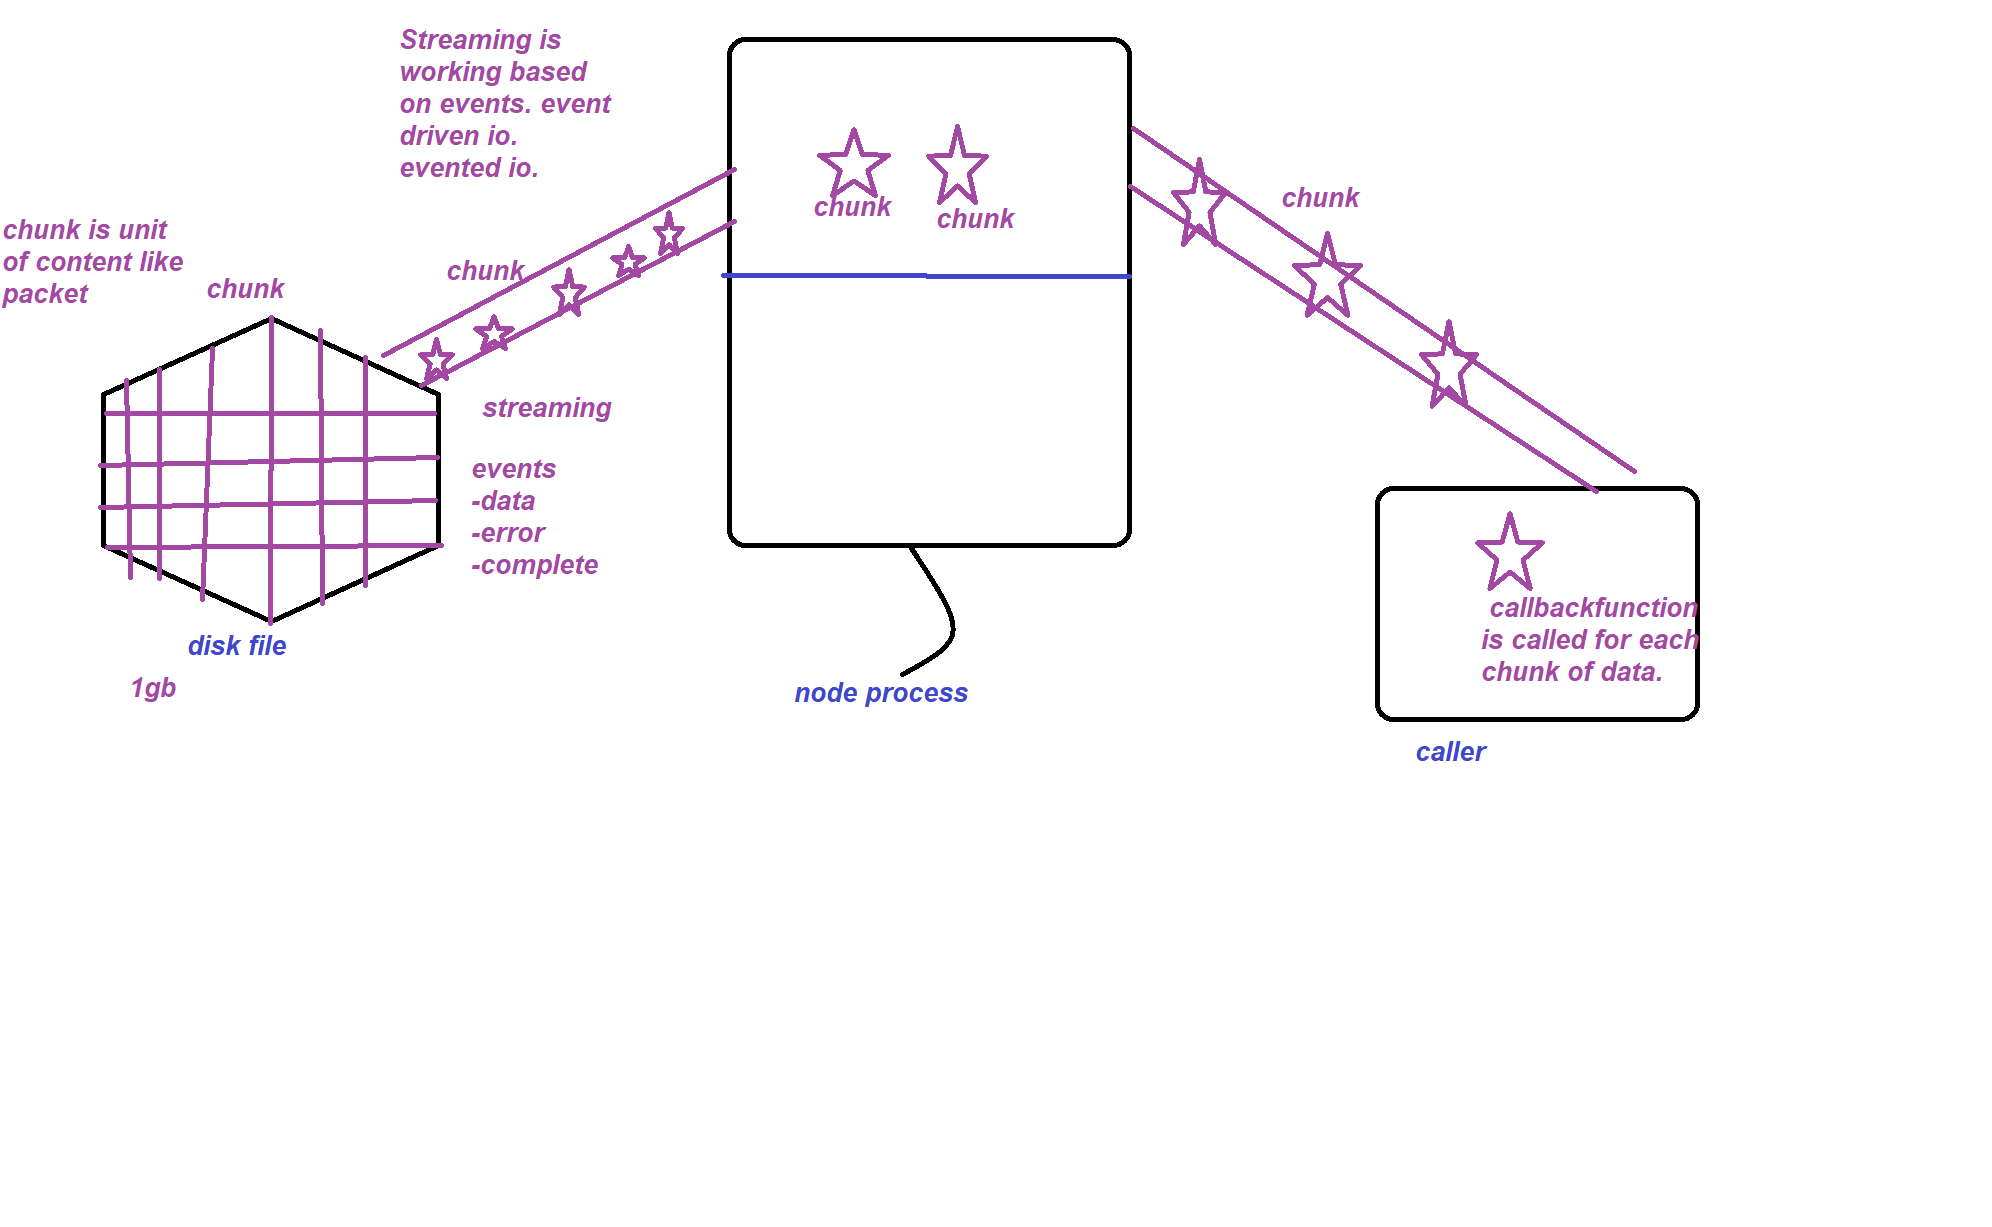 Streaming is
working based
on events. event
driven io.
evented io.
chunk is unit
of content like
packet
chunk
chunk
streaming
events
-data
-error
-complete
disk file
1gb
chunk
chunk
node process
chunk
callbackfunction
is called for each
chunk of data.
caller